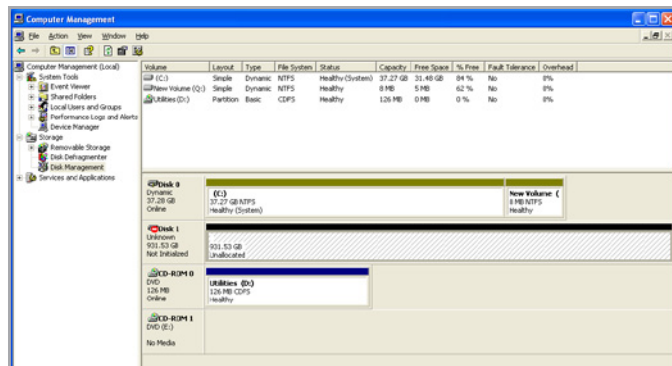 Computer Management
File Action View Window Help
Computer Management (Local)
System Tools
Event Viewer
Shared Folders
Local Users and Groups
Performance Logs and Alerts
Device Manager
Storage
Removable Storage
Disk Defragmenter
Disk Management
Services and Applications
Volume Layout Type File System Status Capacity Free Space % Free Fault Tolerance Overhead
(C:) Simple Dynamic NTFS Healthy (System) 37.27 GB 31.48 GB 84 % No 0%
New Volume (Q:) Simple Dynamic NTFS Healthy 8 MB 5 MB 62 % No 0%
Utilities (D:) Partition Basic CDFS Healthy 126 MB 0 MB 0 % No 0%
Disk 0
Dynamic
37.28 GB
Online
(C:)
37.27 GB NTFS
Healthy (System)
New Volume (
8 MB NTFS
Healthy
Disk 1
Unknown
931.53 GB
Not Initialized
931.53 GB
Unallocated
CD-ROM 0
DVD
126 MB
Online
Utilities (D:)
126 MB CDFS
Healthy
CD-ROM 1
DVD (E:)
No Media